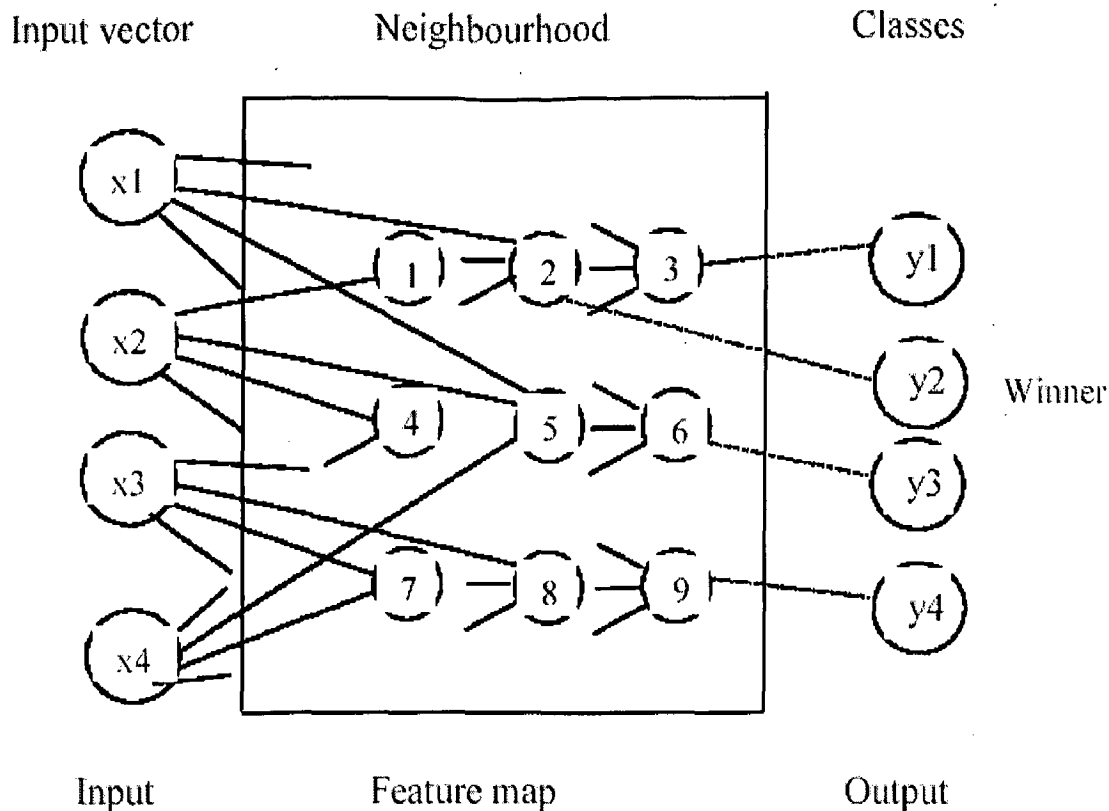 Input vector Neighbourhood Classes
x1
1 2 3 y1
x2
y2 Winner
4 5 6
x3 y3
7 8 9 y4
x4
Input Feature map Output